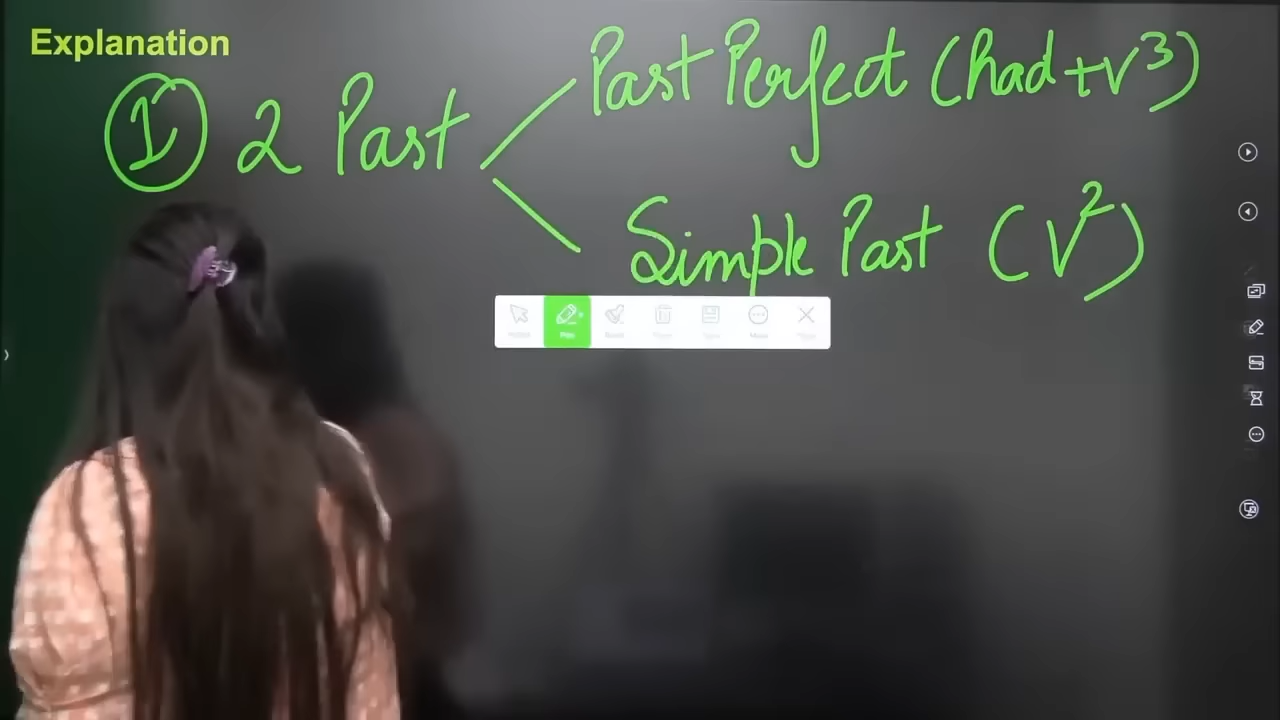 Explanation
① 2 Past
Past Perfect (had+V³)
Simple Past (V²)